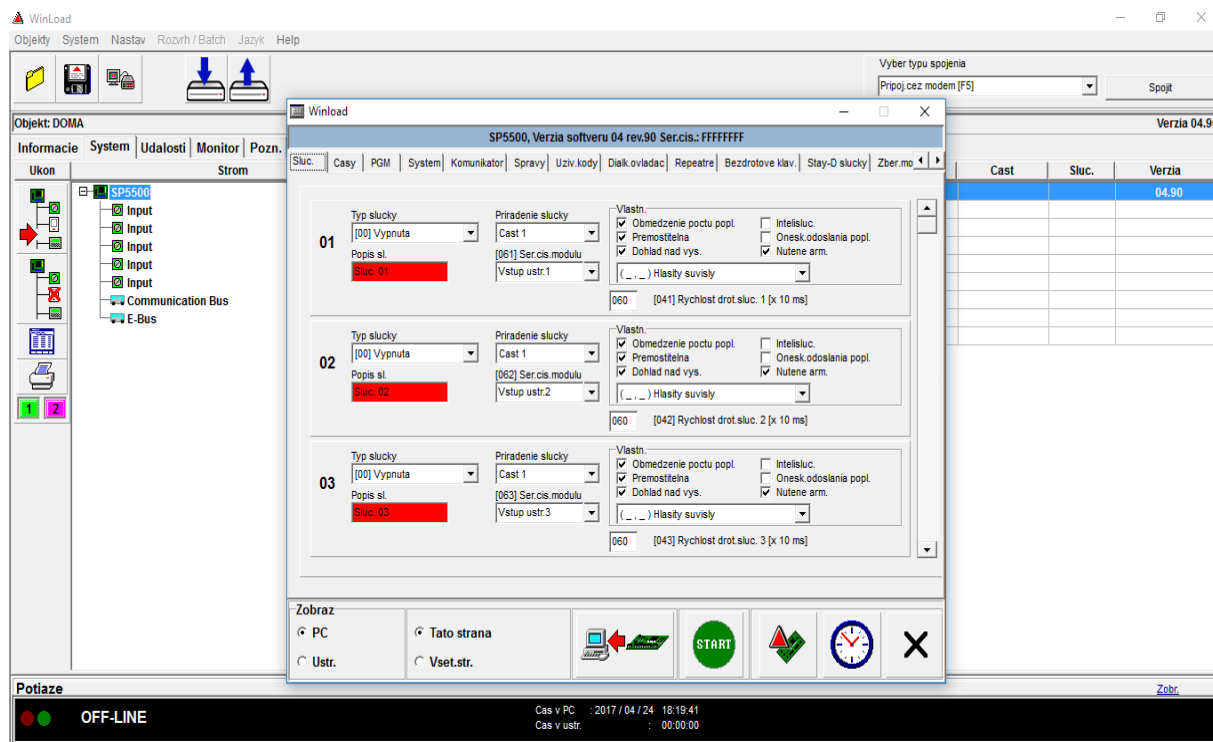 WinLoad
Objekty System Nastav Rozvrh / Batch Jazyk Help
Vyber typu spojenia
Pripoj.cez modem [F5]
Spojit
Objekt: DOMA
Verzia 04.9
Informacie System Udalosti Monitor Pozn.
Ukon Strom Cast Sluc. Verzia
SP5500 04.90
Input
Input
Input
Input
Input
Communication Bus
E-Bus
1 2
Winload
SP5500, Verzia softveru 04 rev.90 Ser.cis.: FFFFFFFF
Sluc. Casy PGM System Komunikator Spravy Uziv.kody Dialk.ovladac Repeatre Bezdrotove klav. Stay-D slucky Zber.mo
01
Typ slucky
[00] Vypnuta
Popis sl.
Sluc. 01
Priradenie slucky
Cast 1
[061] Ser.cis.modulu
Vstup ustr.1
Vlastn.
Obmedzenie poctu popl. Intelisluc.
Premostitelna Onesk.odoslania popl.
Dohlad nad vys. Nutene arm.
( _ . _ ) Hlasity suvisly
060 [041] Rychlost drot.sluc. 1 [x 10 ms]
02
Typ slucky
[00] Vypnuta
Popis sl.
Sluc. 02
Priradenie slucky
Cast 1
[062] Ser.cis.modulu
Vstup ustr.2
Vlastn.
Obmedzenie poctu popl. Intelisluc.
Premostitelna Onesk.odoslania popl.
Dohlad nad vys. Nutene arm.
( _ . _ ) Hlasity suvisly
060 [042] Rychlost drot.sluc. 2 [x 10 ms]
03
Typ slucky
[00] Vypnuta
Popis sl.
Sluc. 03
Priradenie slucky
Cast 1
[063] Ser.cis.modulu
Vstup ustr.3
Vlastn.
Obmedzenie poctu popl. Intelisluc.
Premostitelna Onesk.odoslania popl.
Dohlad nad vys. Nutene arm.
( _ . _ ) Hlasity suvisly
060 [043] Rychlost drot.sluc. 3 [x 10 ms]
Zobraz
PC Tato strana
Ustr. Vset.str.
START
Potiaze
Zobr.
OFF-LINE
Cas v PC : 2017 / 04 / 24 18:19:41
Cas v ustr. : 00:00:00